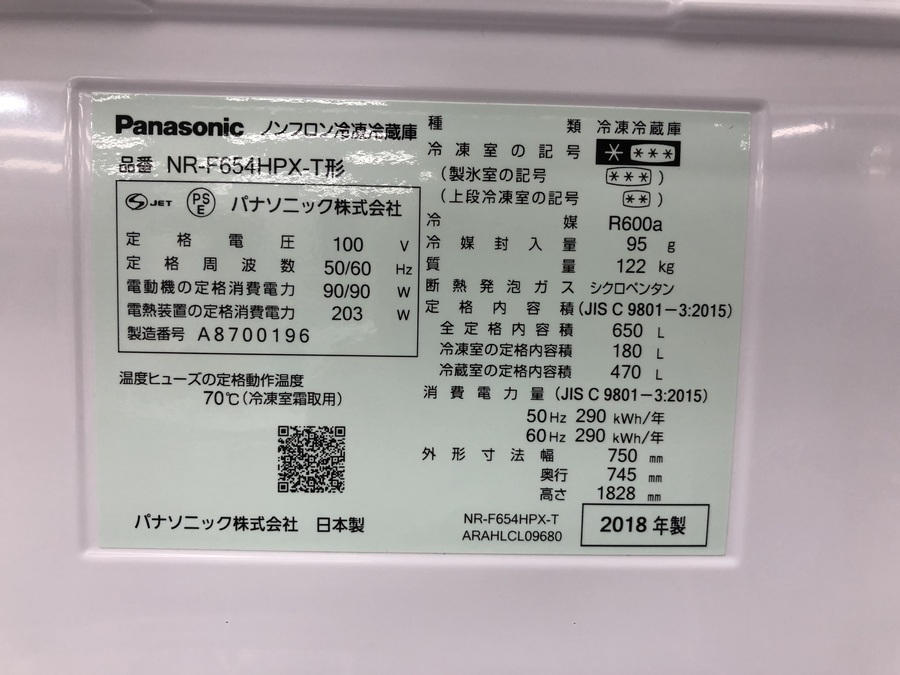 Panasonic ノンフロン冷凍冷蔵庫
品番 NR-F654HPX-T形
S JET PSE パナソニック株式会社
定格電圧 100 V
定格周波数 50/60 Hz
電動機の定格消費電力 90/90 W
電熱装置の定格消費電力 203 W
製造番号 A8700196
温度ヒューズの定格動作温度
70℃(冷凍室霜取用)
パナソニック株式会社 日本製
種類 冷凍冷蔵庫
冷凍室の記号 * ***
(製氷室の記号 ***)
(上段冷凍室の記号 **)
冷媒 R600a
冷媒封入量 95 g
質量 122 kg
断熱発泡ガス シクロペンタン
定格内容積(JIS C 9801-3:2015)
全定格内容積 650 L
冷凍室の定格内容積 180 L
冷蔵室の定格内容積 470 L
消費電力量(JIS C 9801-3:2015)
50Hz 290 kWh/年
60Hz 290 kWh/年
外形寸法 幅 750 mm
奥行 745 mm
高さ 1828 mm
NR-F654HPX-T
ARAHLCL09680
2018年製